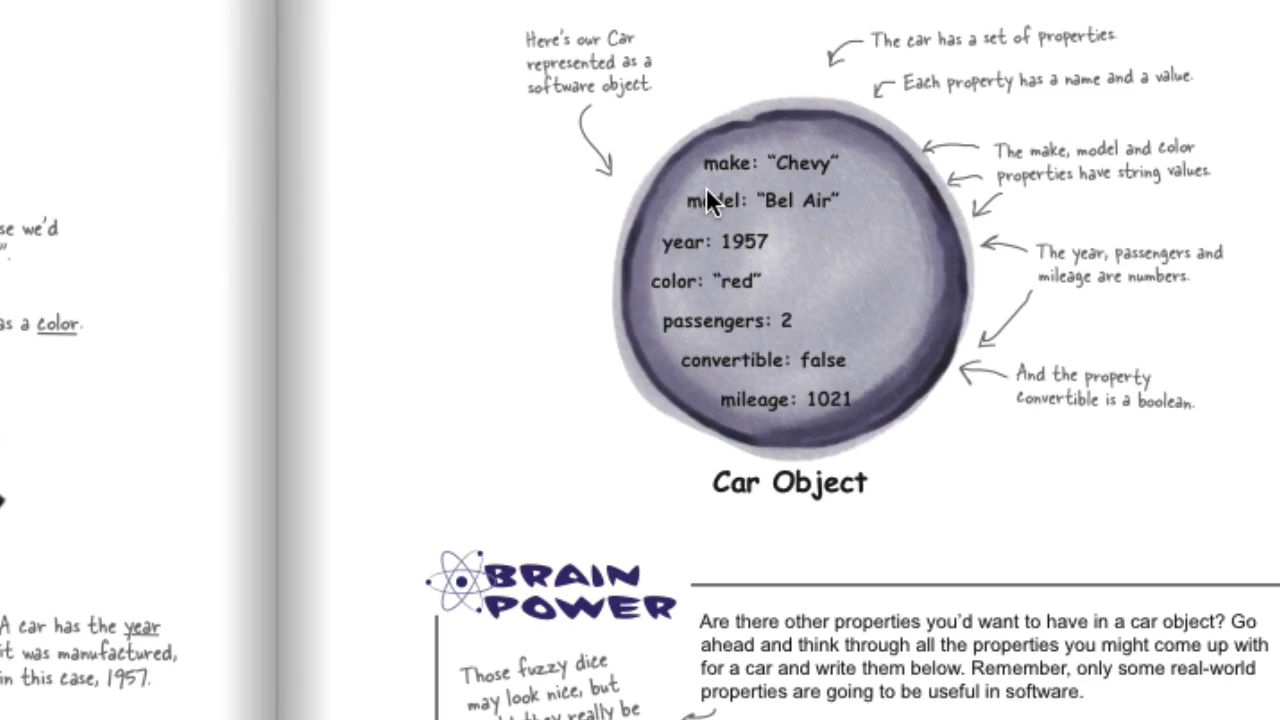 se we'd
".
as a color.
A car has the year
it was manufactured,
in this case, 1957.
Here's our Car
represented as a
software object.
The car has a set of properties.
Each property has a name and a value.
The make, model and color
properties have string values.
The year, passengers and
mileage are numbers.
And the property
convertible is a boolean.
make: “Chevy”
model: “Bel Air”
year: 1957
color: “red”
passengers: 2
convertible: false
mileage: 1021
Car Object
BRAIN
POWER
Are there other properties you'd want to have in a car object? Go
ahead and think through all the properties you might come up with
for a car and write them below. Remember, only some real-world
properties are going to be useful in software.
Those fuzzy dice
may look nice, but
they really be